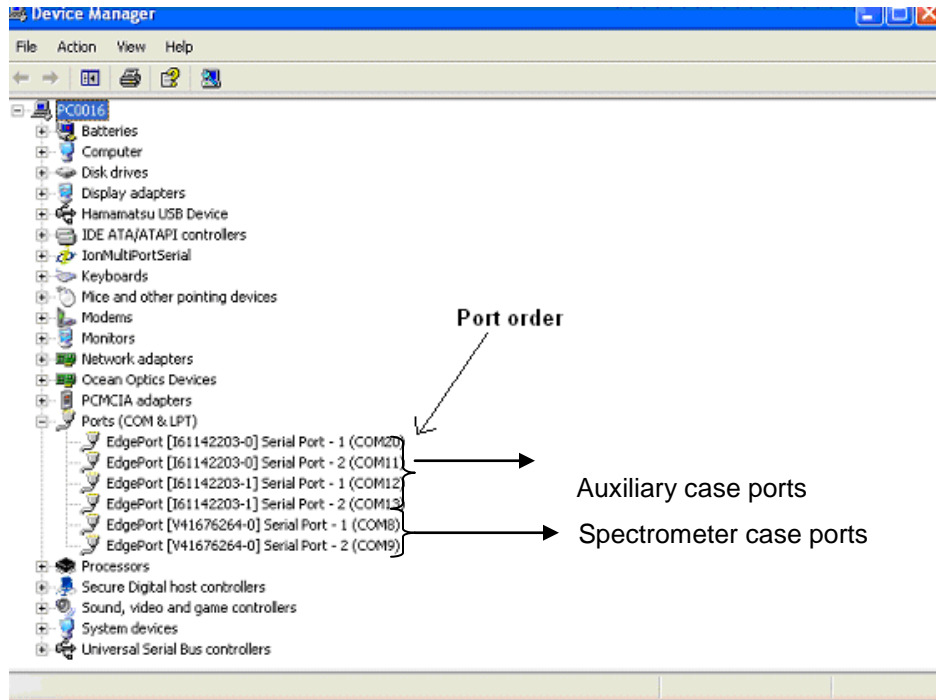 Device Manager
File Action View Help
PC0016
Batteries
Computer
Disk drives
Display adapters
Hamamatsu USB Device
IDE ATA/ATAPI controllers
IonMultiPortSerial
Keyboards
Mice and other pointing devices
Modems
Monitors
Network adapters
Ocean Optics Devices
PCMCIA adapters
Ports (COM & LPT)
EdgePort [I61142203-0] Serial Port - 1 (COM20)
EdgePort [I61142203-0] Serial Port - 2 (COM11)
EdgePort [I61142203-1] Serial Port - 1 (COM12)
EdgePort [I61142203-1] Serial Port - 2 (COM13)
EdgePort [V41676264-0] Serial Port - 1 (COM8)
EdgePort [V41676264-0] Serial Port - 2 (COM9)
Processors
Secure Digital host controllers
Sound, video and game controllers
System devices
Universal Serial Bus controllers
Port order
Auxiliary case ports
Spectrometer case ports